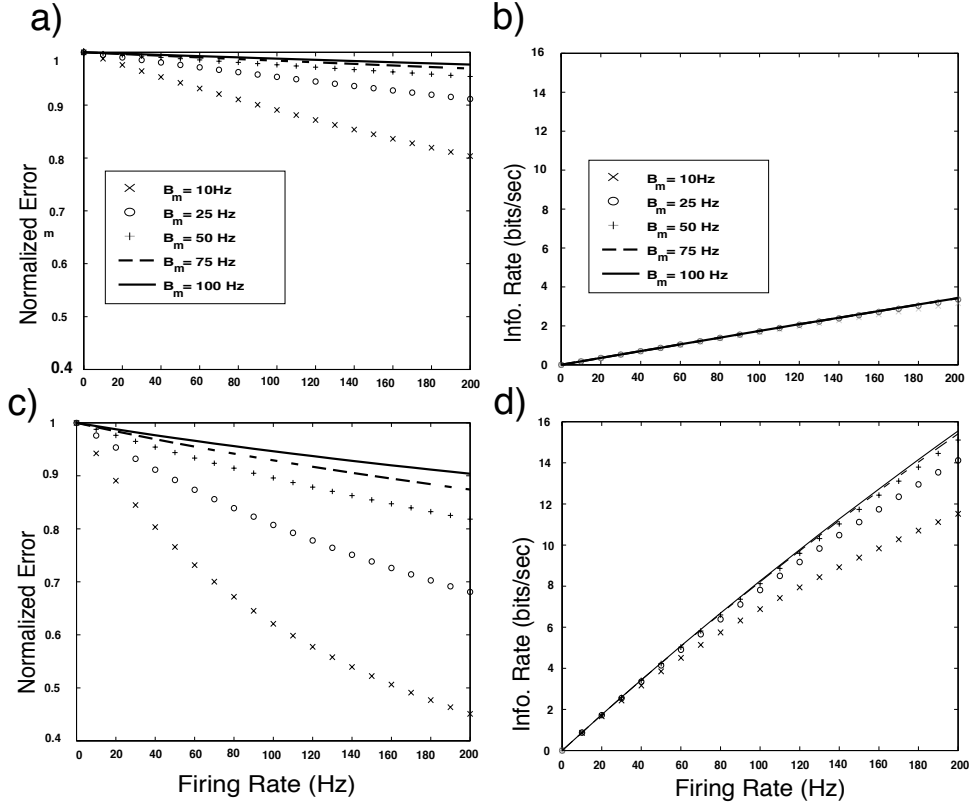 a)
1
0.9
0.8
0.7
0.6
0.5
0.4
Normalized Error
m
B_m= 10Hz
B_m= 25 Hz
B_m= 50 Hz
B_m= 75 Hz
B_m= 100 Hz
0 20 40 60 80 100 120 140 160 180 200
b)
16
14
12
10
8
6
4
2
0
Info. Rate (bits/sec)
B_m= 10Hz
B_m= 25 Hz
B_m= 50 Hz
B_m= 75 Hz
B_m= 100 Hz
0 20 40 60 80 100 120 140 160 180 200
c)
1
0.9
0.8
0.7
0.6
0.5
0.4
Normalized Error
0 20 40 60 80 100 120 140 160 180 200
Firing Rate (Hz)
d)
16
14
12
10
8
6
4
2
0
Info. Rate (bits/sec)
0 20 40 60 80 100 120 140 160 180 200
Firing Rate (Hz)